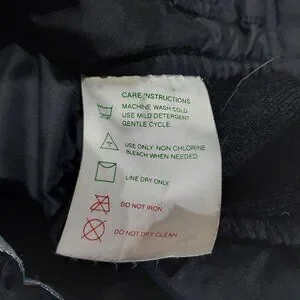 CARE INSTRUCTIONS
MACHINE WASH COLD
USE MILD DETERGENT
GENTLE CYCLE.
USE ONLY NON CHLORINE
BLEACH WHEN NEEDED
LINE DRY ONLY.
DO NOT IRON.
DO NOT DRY CLEAN